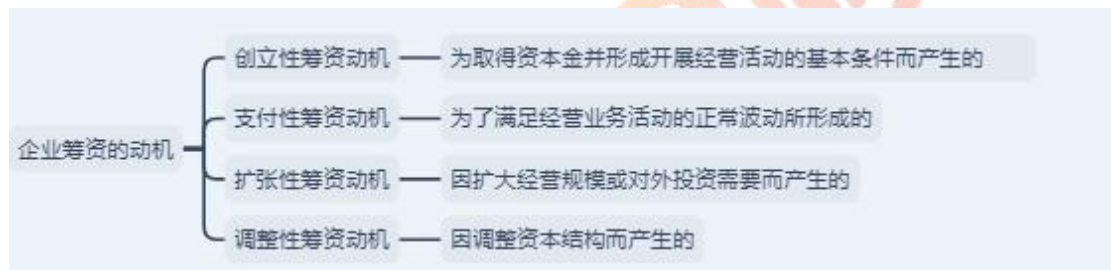 创立性筹资动机
为取得资本金并形成开展经营活动的基本条件而产生的
支付性筹资动机
为了满足经营业务活动的正常波动所形成的
企业筹资的动机
扩张性筹资动机
因扩大经营规模或对外投资需要而产生的
调整性筹资动机
因调整资本结构而产生的